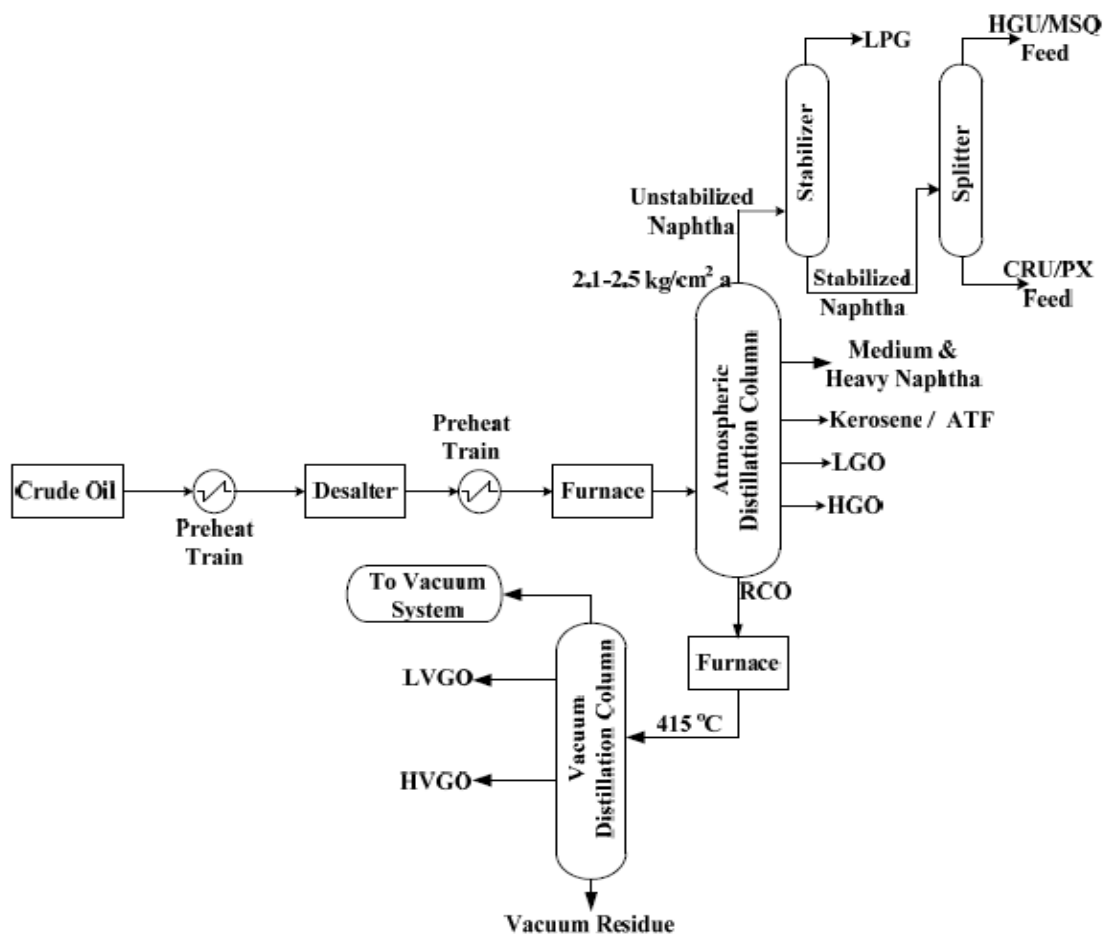 LPG
HGU/MSQ
Feed
Stabilizer
Splitter
Unstabilized
Naphtha
2.1-2.5 kg/cm² a
Stabilized
Naphtha
CRU/PX
Feed
Atmospheric
Distillation Column
Medium &
Heavy Naphtha
Kerosene / ATF
LGO
HGO
Crude Oil
Preheat
Train
Desalter
Preheat
Train
Furnace
RCO
Furnace
415 °C
To Vacuum
System
Vacuum
Distillation Column
LVGO
HVGO
Vacuum Residue